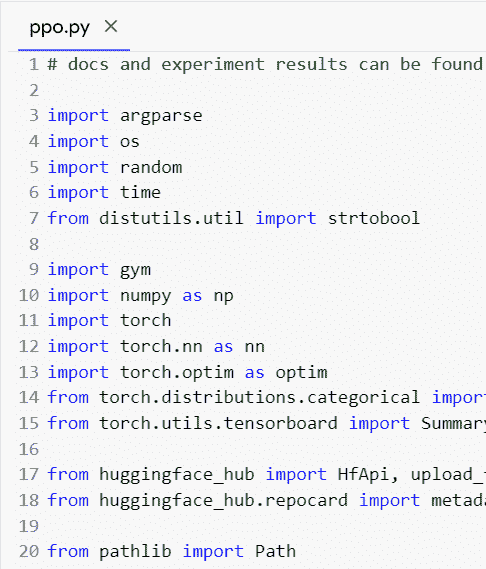 ppo.py ×
1 # docs and experiment results can be found
2
3 import argparse
4 import os
5 import random
6 import time
7 from distutils.util import strtobool
8
9 import gym
10 import numpy as np
11 import torch
12 import torch.nn as nn
13 import torch.optim as optim
14 from torch.distributions.categorical import
15 from torch.utils.tensorboard import Summary
16
17 from huggingface_hub import HfApi, upload_
18 from huggingface_hub.repocard import metada
19
20 from pathlib import Path